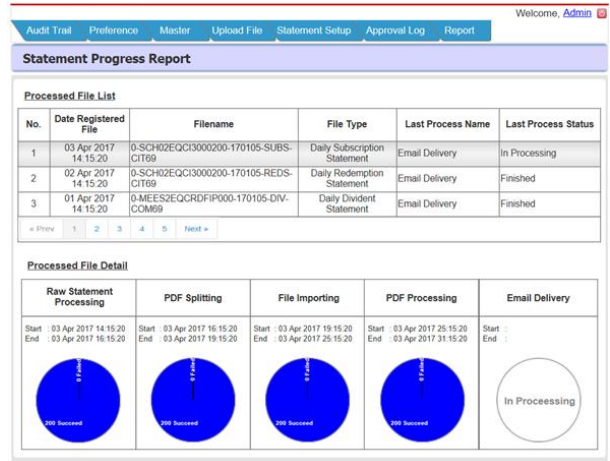 Welcome, Admin
Audit Trail Preference Master Upload File Statement Setup Approval Log Report
Statement Progress Report
Processed File List
No. Date Registered File Filename File Type Last Process Name Last Process Status
1 03 Apr 2017 14:15:20 0-SCH02EQCI3000200-170105-SUBS-CIT69 Daily Subscription Statement Email Delivery In Processing
2 02 Apr 2017 14:15:20 0-SCH02EQCI3000200-170105-REDS-CIT69 Daily Redemption Statement Email Delivery Finished
3 01 Apr 2017 14:15:20 0-MEES2EQCRDFIP000-170105-DIV-COM69 Daily Divident Statement Email Delivery Finished
« Prev 1 2 3 4 5 Next »
Processed File Detail
Raw Statement Processing PDF Splitting File Importing PDF Processing Email Delivery
Start : 03 Apr 2017 14:15:20 Start : 03 Apr 2017 16:15:20 Start : 03 Apr 2017 19:15:20 Start : 03 Apr 2017 25:15:20 Start :
End : 03 Apr 2017 16:15:20 End : 03 Apr 2017 19:15:20 End : 03 Apr 2017 25:15:20 End : 03 Apr 2017 31:15:20 End :
0 Failed 0 Failed 0 Failed 0 Failed
In Proceessing
200 Succeed 200 Succeed 200 Succeed 200 Succeed